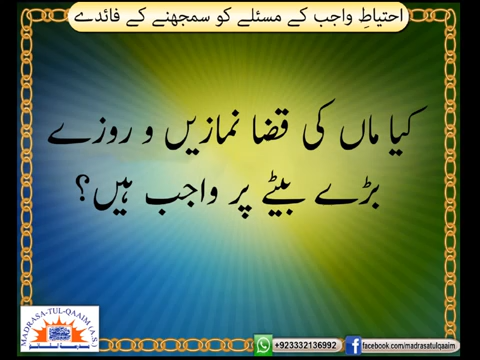 احتیاطِ واجب کے مسئلے کو سمجھنے کے فائدے
کیا ماں کی قضا نمازیں و روزے
بڑے بیٹے پر واجب ہیں؟
MADRASA-TUL-QAAIM (A.S.)
+923332136992
facebook.com/madrasatulqaaim